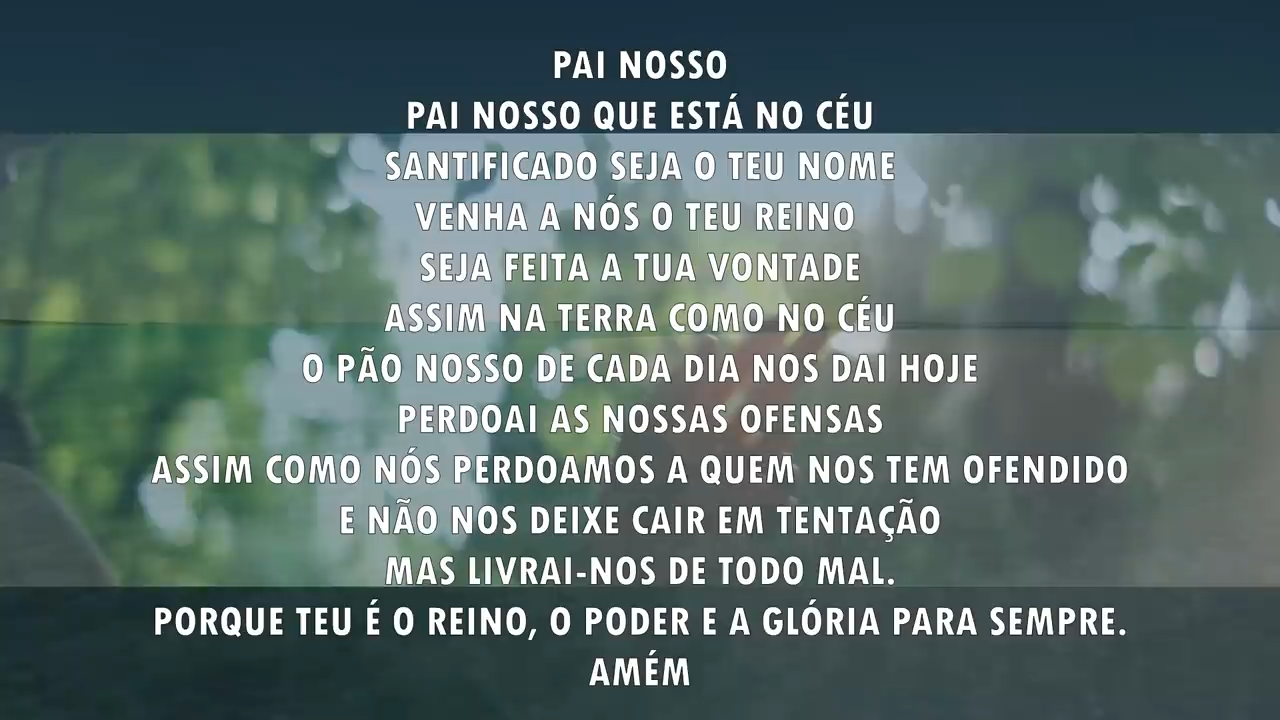 PAI NOSSO
PAI NOSSO QUE ESTÁ NO CÉU
SANTIFICADO SEJA O TEU NOME
VENHA A NÓS O TEU REINO
SEJA FEITA A TUA VONTADE
ASSIM NA TERRA COMO NO CÉU
O PÃO NOSSO DE CADA DIA NOS DAI HOJE
PERDOAI AS NOSSAS OFENSAS
ASSIM COMO NÓS PERDOAMOS A QUEM NOS TEM OFENDIDO
E NÃO NOS DEIXE CAIR EM TENTAÇÃO
MAS LIVRAI-NOS DE TODO MAL.
PORQUE TEU É O REINO, O PODER E A GLÓRIA PARA SEMPRE.
AMÉM